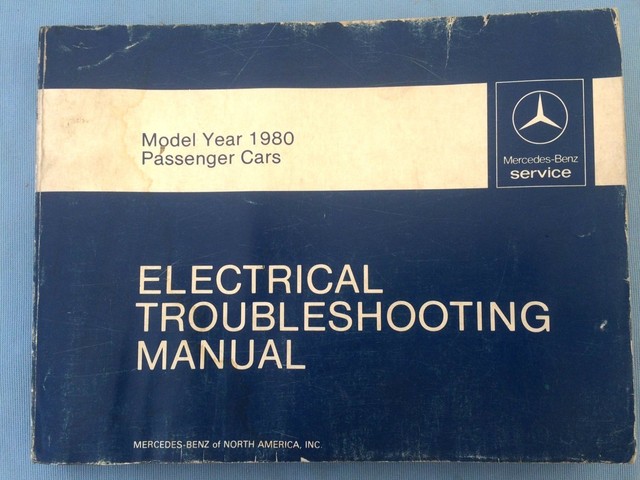 Model Year 1980
Passenger Cars
Mercedes-Benz
service
ELECTRICAL
TROUBLESHOOTING
MANUAL
MERCEDES-BENZ of NORTH AMERICA, INC.